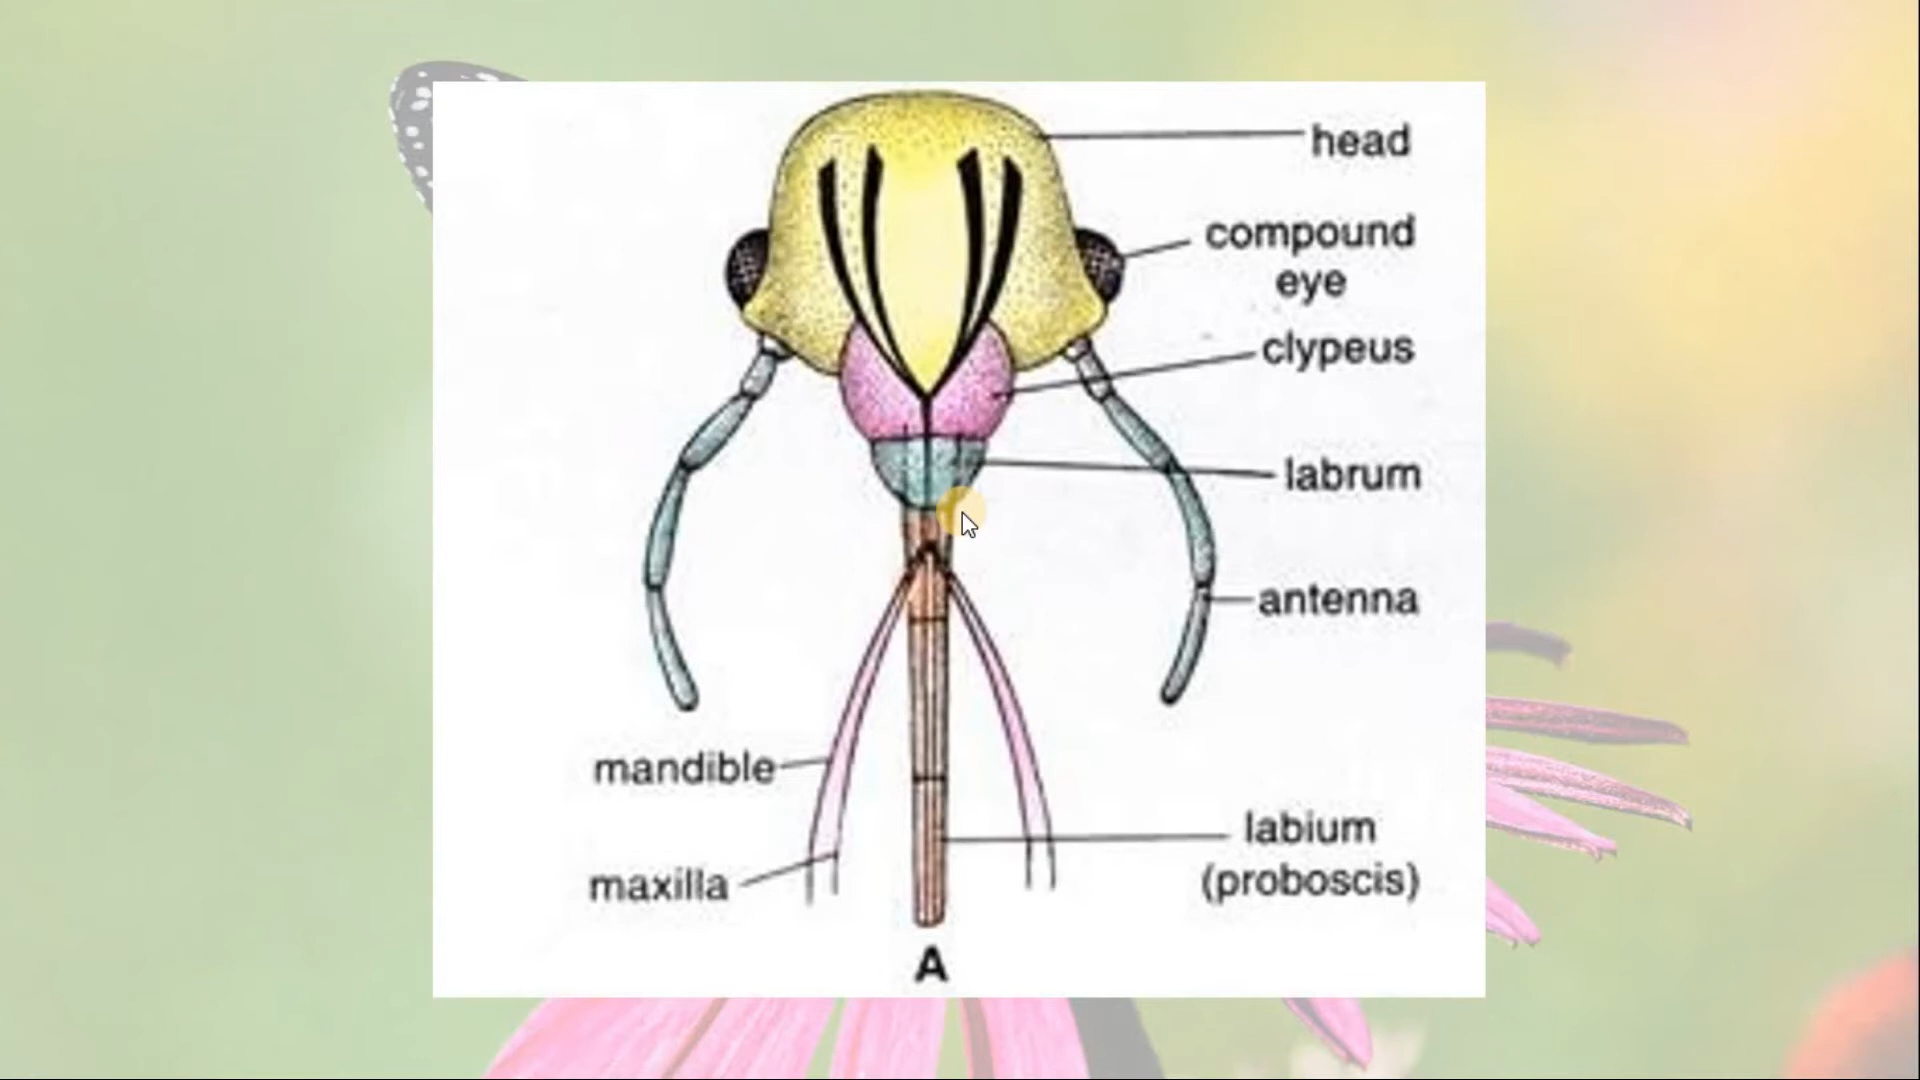 head
compound
eye
clypeus
labrum
antenna
mandible
labium
(proboscis)
maxilla
A